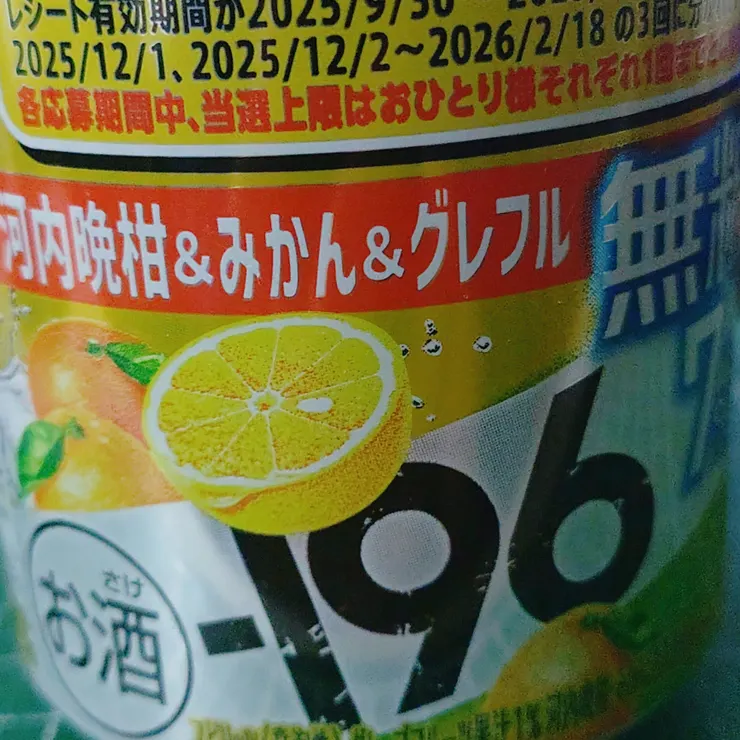 レシート有効期間が2025/9/30
2025/12/1、2025/12/2〜2026/2/18 の3回に分
各応募期間中、当選上限はおひとり様それぞれ1回まで
河内晩柑&みかん&グレフル
無
-196
さけ
お酒